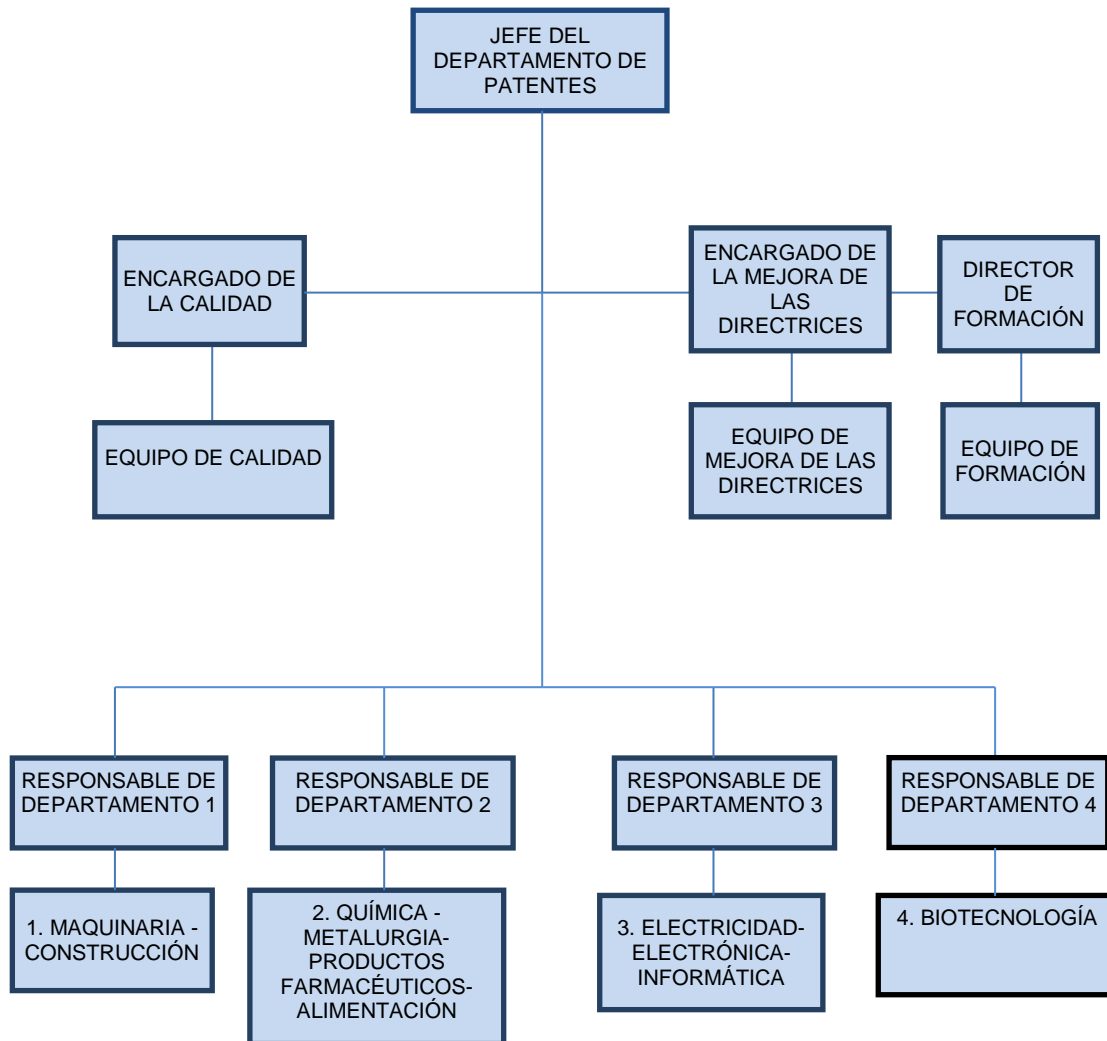 JEFE DEL
DEPARTAMENTO DE
PATENTES
ENCARGADO DE
LA CALIDAD
ENCARGADO DE
LA MEJORA DE
LAS
DIRECTRICES
DIRECTOR
DE
FORMACIÓN
EQUIPO DE CALIDAD
EQUIPO DE
MEJORA DE LAS
DIRECTRICES
EQUIPO DE
FORMACIÓN
RESPONSABLE DE
DEPARTAMENTO 1
RESPONSABLE DE
DEPARTAMENTO 2
RESPONSABLE DE
DEPARTAMENTO 3
RESPONSABLE DE
DEPARTAMENTO 4
1. MAQUINARIA -
CONSTRUCCIÓN
2. QUÍMICA -
METALURGIA-
PRODUCTOS
FARMACÉUTICOS-
ALIMENTACIÓN
3. ELECTRICIDAD-
ELECTRÓNICA-
INFORMÁTICA
4. BIOTECNOLOGÍA